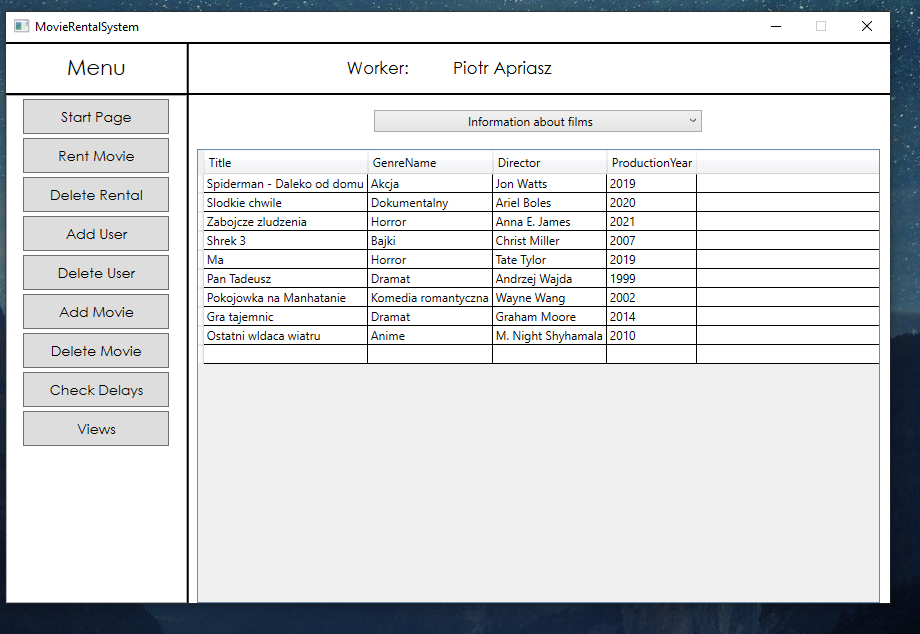 MovieRentalSystem
Menu
Worker: Piotr Apriasz
Start Page
Rent Movie
Delete Rental
Add User
Delete User
Add Movie
Delete Movie
Check Delays
Views
Information about films
Title GenreName Director ProductionYear
Spiderman - Daleko od domu Akcja Jon Watts 2019
Slodkie chwile Dokumentalny Ariel Boles 2020
Zabojcze zludzenia Horror Anna E. James 2021
Shrek 3 Bajki Christ Miller 2007
Ma Horror Tate Tylor 2019
Pan Tadeusz Dramat Andrzej Wajda 1999
Pokojowka na Manhatanie Komedia romantyczna Wayne Wang 2002
Gra tajemnic Dramat Graham Moore 2014
Ostatni wldaca wiatru Anime M. Night Shyhamala 2010